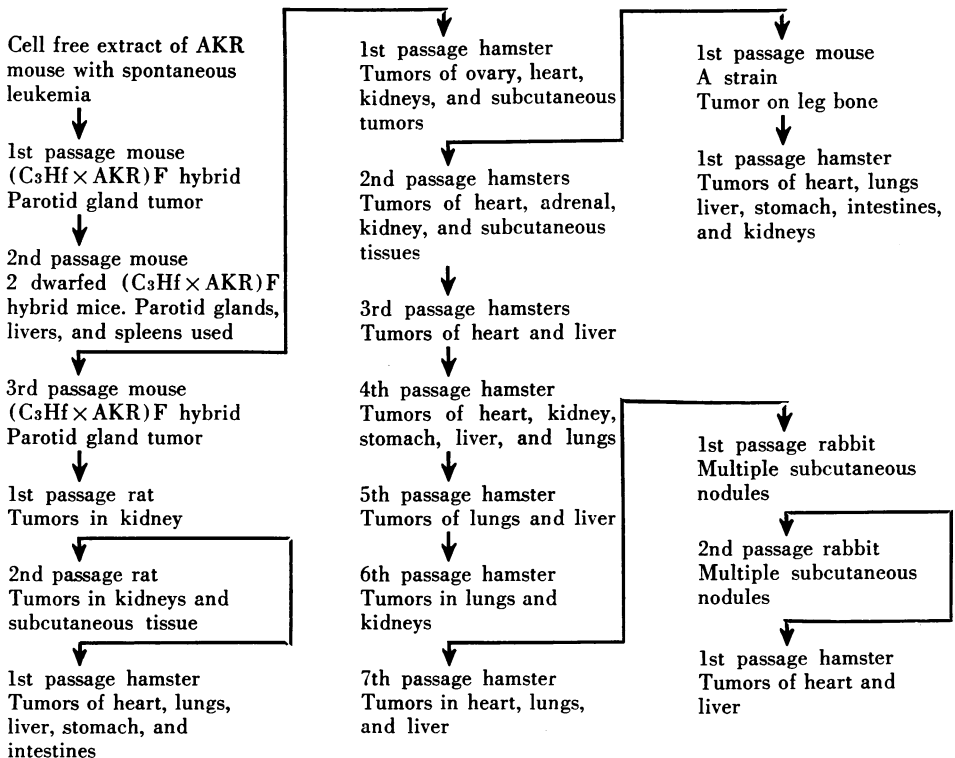 Cell free extract of AKR
mouse with spontaneous
leukemia
1st passage mouse
(C3Hf × AKR)F hybrid
Parotid gland tumor
2nd passage mouse
2 dwarfed (C3Hf × AKR)F
hybrid mice. Parotid glands,
livers, and spleens used
3rd passage mouse
(C3Hf × AKR)F hybrid
Parotid gland tumor
1st passage rat
Tumors in kidney
2nd passage rat
Tumors in kidneys and
subcutaneous tissue
1st passage hamster
Tumors of heart, lungs,
liver, stomach, and
intestines
1st passage hamster
Tumors of ovary, heart,
kidneys, and subcutaneous
tumors
2nd passage hamsters
Tumors of heart, adrenal,
kidney, and subcutaneous
tissues
3rd passage hamsters
Tumors of heart and liver
4th passage hamster
Tumors of heart, kidney,
stomach, liver, and lungs
5th passage hamster
Tumors of lungs and liver
6th passage hamster
Tumors in lungs and
kidneys
7th passage hamster
Tumors in heart, lungs,
and liver
1st passage mouse
A strain
Tumor on leg bone
1st passage hamster
Tumors of heart, lungs
liver, stomach, intestines,
and kidneys
1st passage rabbit
Multiple subcutaneous
nodules
2nd passage rabbit
Multiple subcutaneous
nodules
1st passage hamster
Tumors of heart and
liver